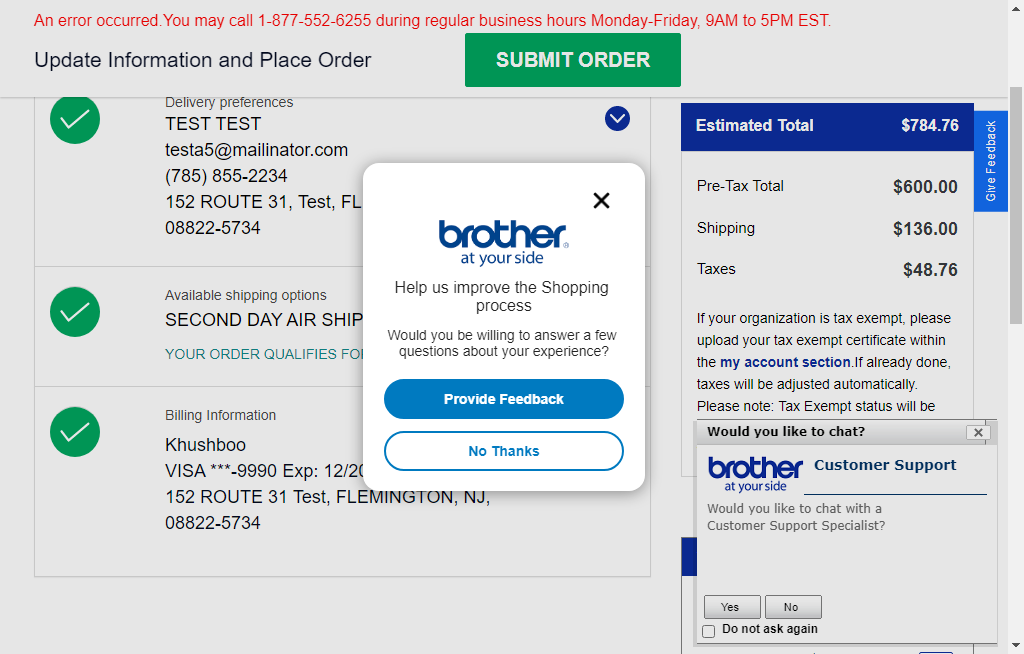 An error occurred.You may call 1-877-552-6255 during regular business hours Monday-Friday, 9AM to 5PM EST.
Update Information and Place Order
SUBMIT ORDER
Delivery preferences
TEST TEST
testa5@mailinator.com
(785) 855-2234
152 ROUTE 31, Test, FL
08822-5734
Available shipping options
SECOND DAY AIR SHIP
YOUR ORDER QUALIFIES FO
Billing Information
Khushboo
VISA ***-9990 Exp: 12/20
152 ROUTE 31 Test, FLEMINGTON, NJ,
08822-5734
brother
at your side
Help us improve the Shopping
process
Would you be willing to answer a few
questions about your experience?
Provide Feedback
No Thanks
Estimated Total $784.76
Pre-Tax Total $600.00
Shipping $136.00
Taxes $48.76
If your organization is tax exempt, please
upload your tax exempt certificate within
the my account section.If already done,
taxes will be adjusted automatically.
Please note: Tax Exempt status will be
Give Feedback
Would you like to chat?
brother
at your side
Customer Support
Would you like to chat with a
Customer Support Specialist?
Yes No
Do not ask again